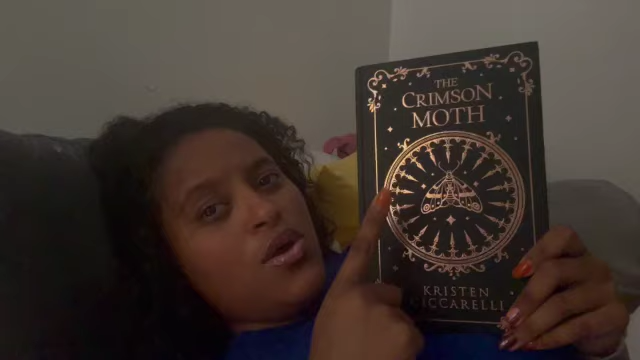 THE
CRIMSON
MOTH
KRISTEN
CICCARELLI